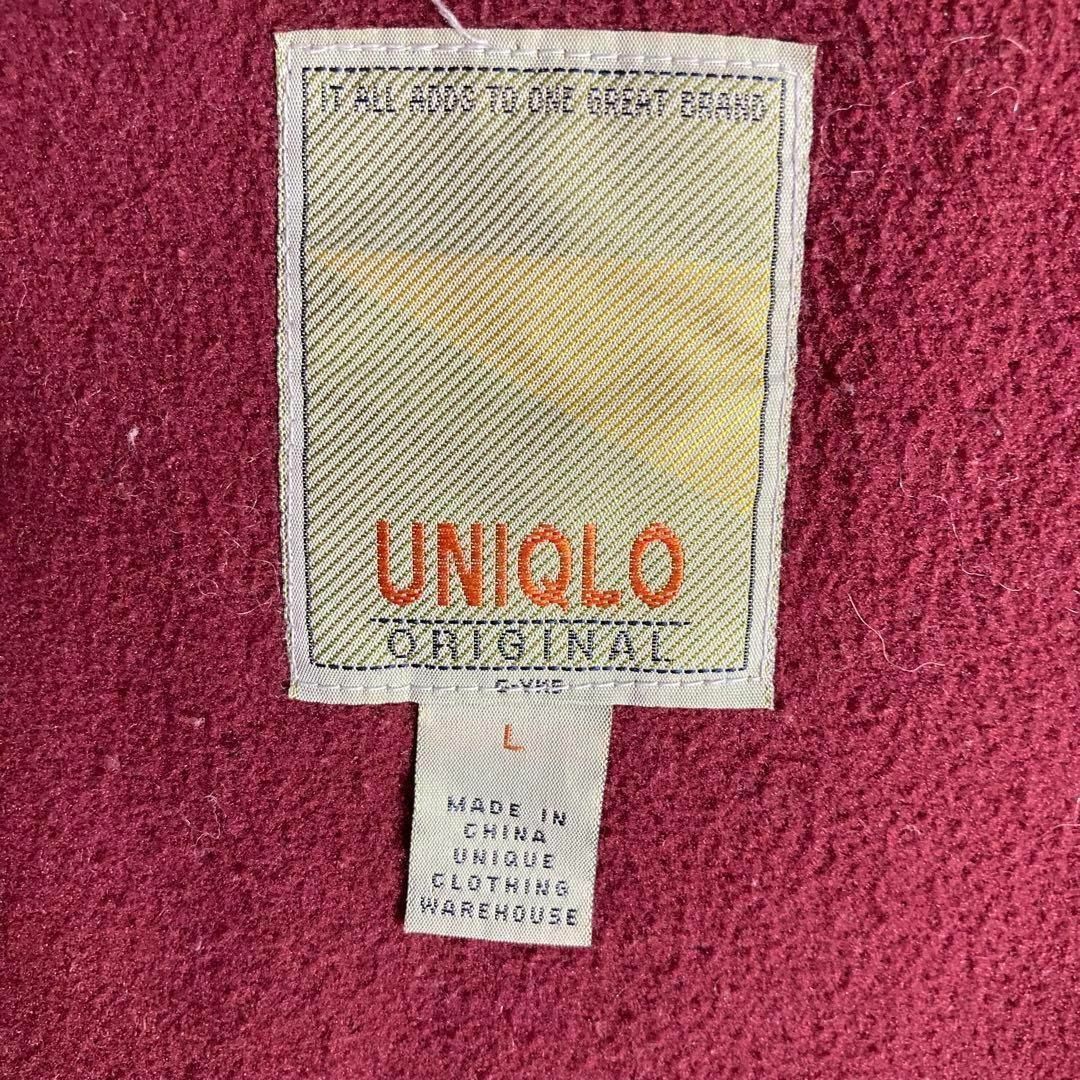 IT ALL ADDS TO ONE GREAT BRAND
UNIQLO
ORIGINAL
L
MADE IN
CHINA
UNIQUE
CLOTHING
WAREHOUSE